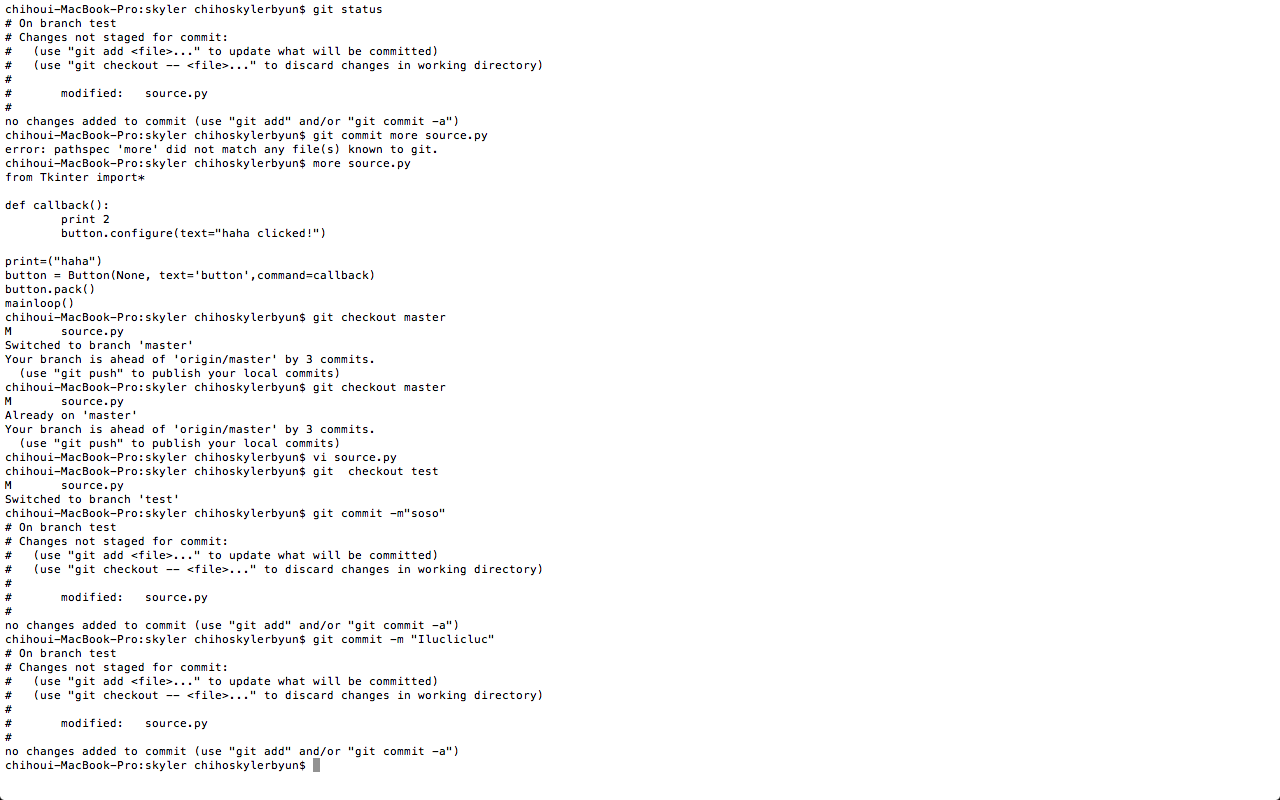 chihoui-MacBook-Pro:skyler chihoskylerbyun$ git status
# On branch test
# Changes not staged for commit:
#   (use "git add <file>..." to update what will be committed)
#   (use "git checkout -- <file>..." to discard changes in working directory)
#
#       modified:   source.py
#
no changes added to commit (use "git add" and/or "git commit -a")
chihoui-MacBook-Pro:skyler chihoskylerbyun$ git commit more source.py
error: pathspec 'more' did not match any file(s) known to git.
chihoui-MacBook-Pro:skyler chihoskylerbyun$ more source.py
from Tkinter import*

def callback():
        print 2
        button.configure(text="haha clicked!")

print=("haha")
button = Button(None, text='button',command=callback)
button.pack()
mainloop()
chihoui-MacBook-Pro:skyler chihoskylerbyun$ git checkout master
M       source.py
Switched to branch 'master'
Your branch is ahead of 'origin/master' by 3 commits.
  (use "git push" to publish your local commits)
chihoui-MacBook-Pro:skyler chihoskylerbyun$ git checkout master
M       source.py
Already on 'master'
Your branch is ahead of 'origin/master' by 3 commits.
  (use "git push" to publish your local commits)
chihoui-MacBook-Pro:skyler chihoskylerbyun$ vi source.py
chihoui-MacBook-Pro:skyler chihoskylerbyun$ git  checkout test
M       source.py
Switched to branch 'test'
chihoui-MacBook-Pro:skyler chihoskylerbyun$ git commit -m"soso"
# On branch test
# Changes not staged for commit:
#   (use "git add <file>..." to update what will be committed)
#   (use "git checkout -- <file>..." to discard changes in working directory)
#
#       modified:   source.py
#
no changes added to commit (use "git add" and/or "git commit -a")
chihoui-MacBook-Pro:skyler chihoskylerbyun$ git commit -m "Iluclicluc"
# On branch test
# Changes not staged for commit:
#   (use "git add <file>..." to update what will be committed)
#   (use "git checkout -- <file>..." to discard changes in working directory)
#
#       modified:   source.py
#
no changes added to commit (use "git add" and/or "git commit -a")
chihoui-MacBook-Pro:skyler chihoskylerbyun$